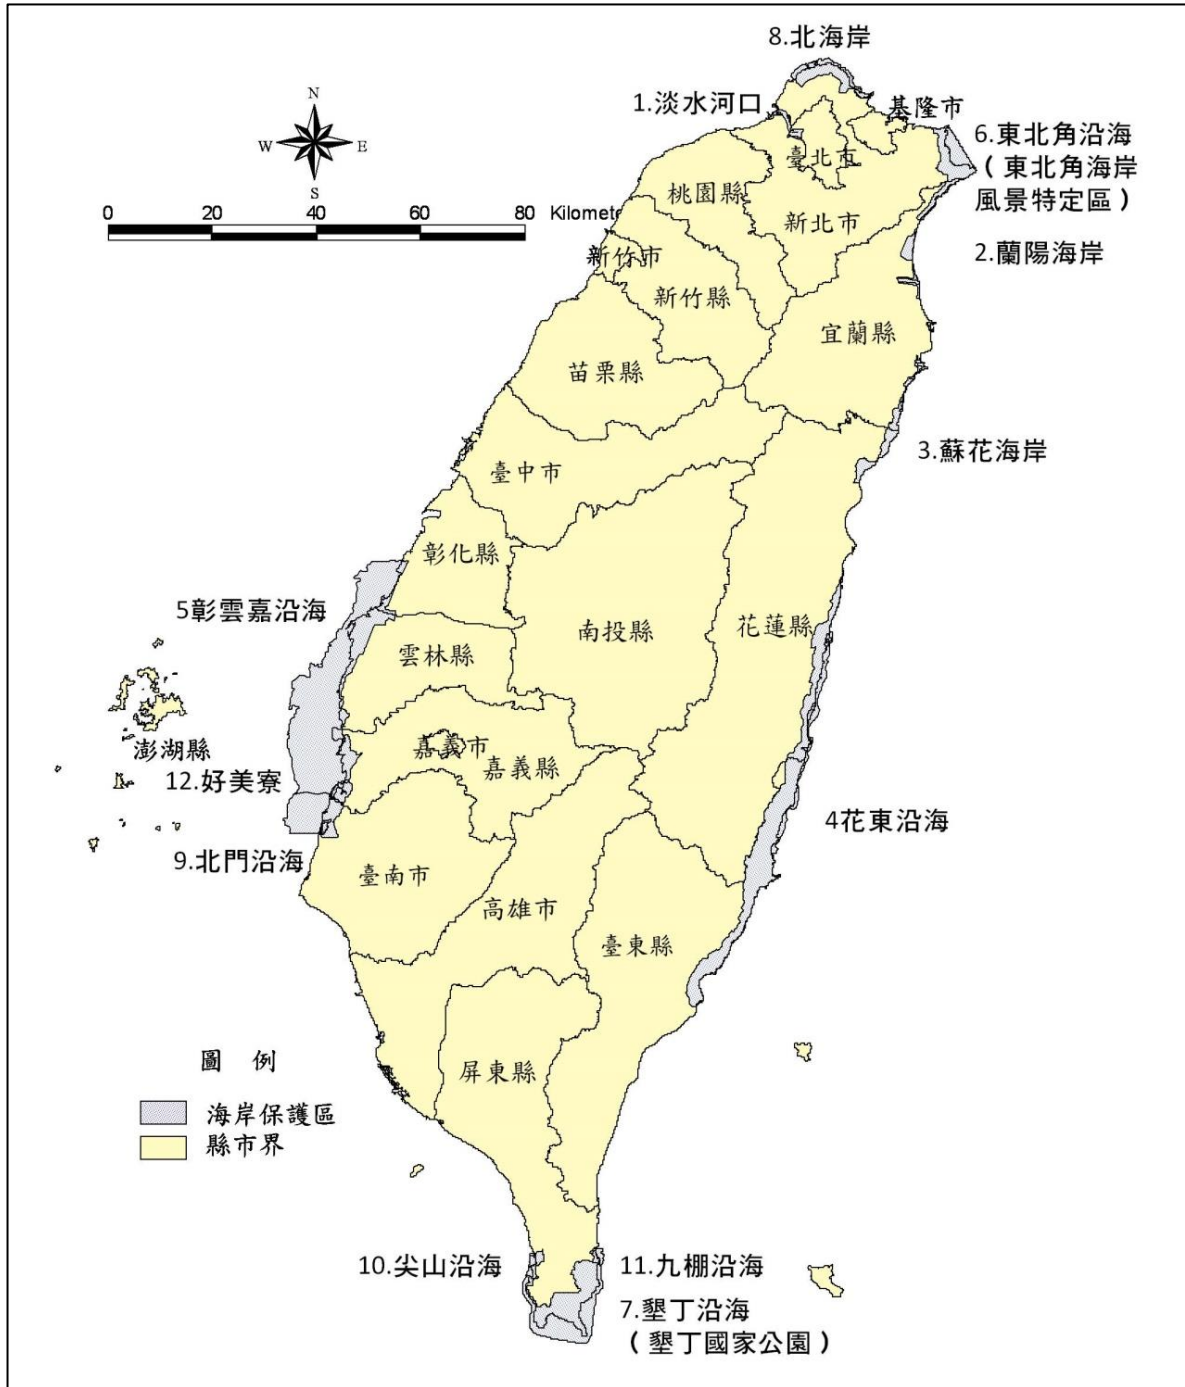 8.北海岸
1.淡水河口
基隆市
6.東北角沿海
（東北角海岸
風景特定區）
N
W
E
S
臺北市
桃園縣
0 20 40 60 80 Kilomete
新北市
新竹市
2.蘭陽海岸
新竹縣
宜蘭縣
苗栗縣
3.蘇花海岸
臺中市
彰化縣
5彰雲嘉沿海
南投縣
花蓮縣
雲林縣
澎湖縣
嘉義市
嘉義縣
12.好美寮
4花東沿海
9.北門沿海
臺南市
高雄市
臺東縣
圖 例
屏東縣
海岸保護區
縣市界
10.尖山沿海
11.九棚沿海
7.墾丁沿海
（墾丁國家公園）